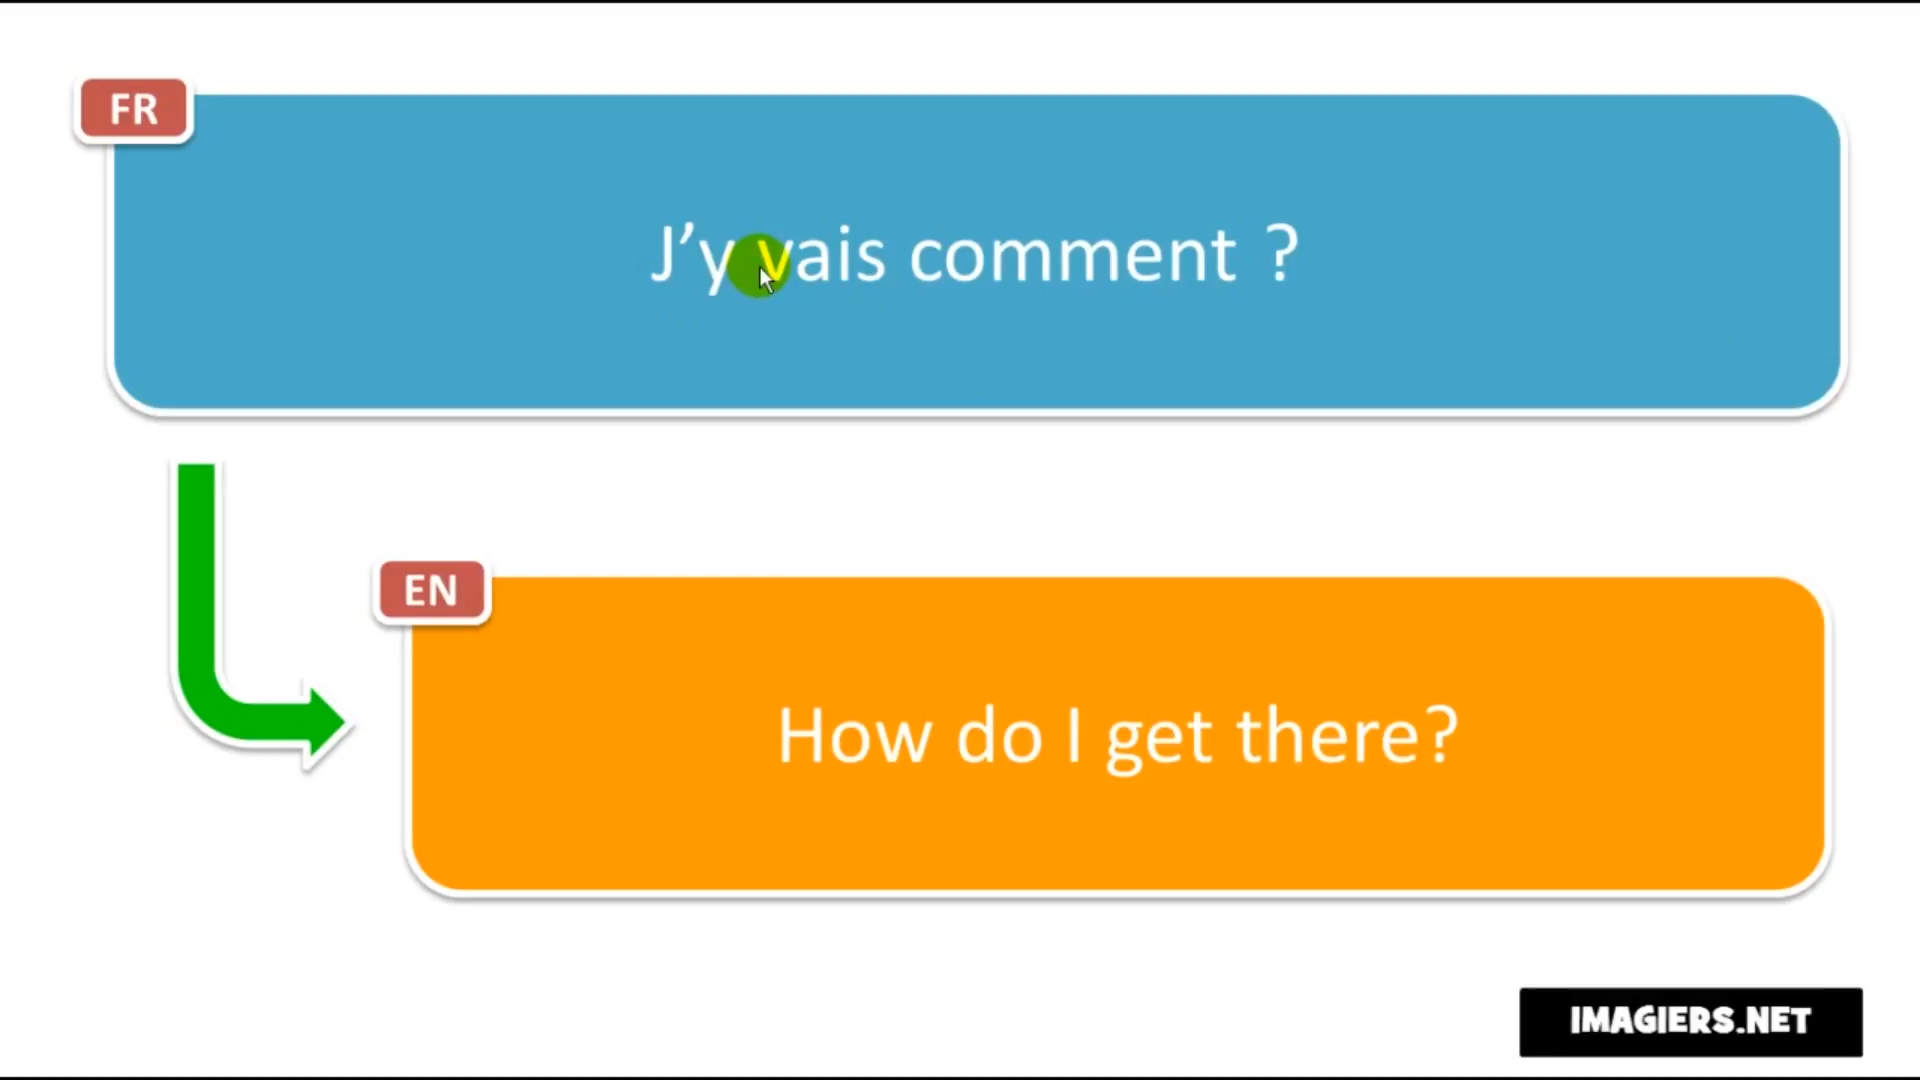 FR
J’y vais comment ?
EN
How do I get there?
IMAGIERS.NET